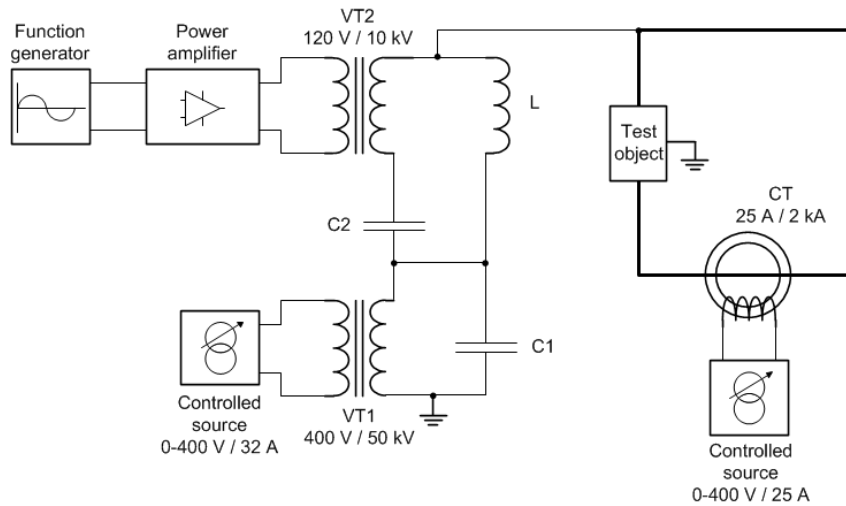 Function
generator
Power
amplifier
VT2
120 V / 10 kV
L
Test
object
C2
CT
25 A / 2 kA
C1
Controlled
source
0-400 V / 32 A
VT1
400 V / 50 kV
Controlled
source
0-400 V / 25 A